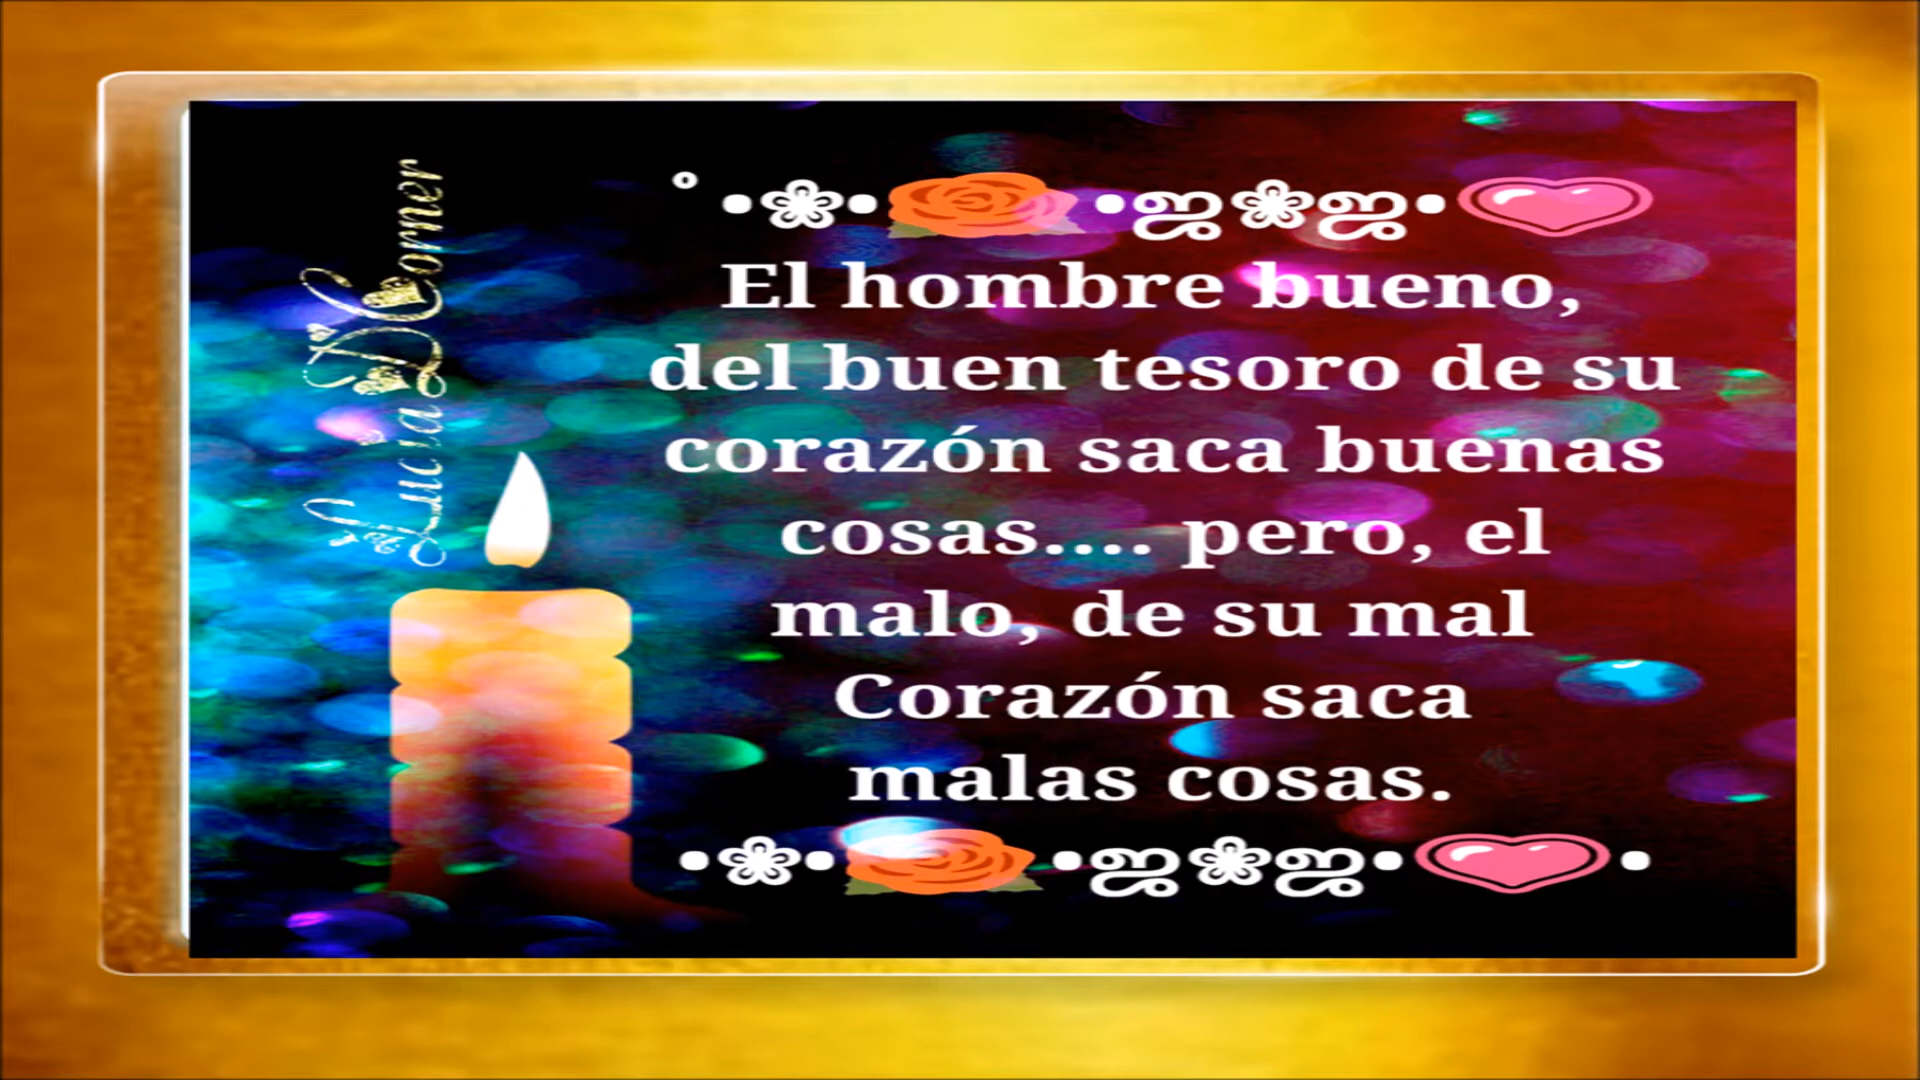 Lucia D Corner
°•❀•🌹•ஜ❀ஜ•💗
El hombre bueno,
del buen tesoro de su
corazón saca buenas
cosas.... pero, el
malo, de su mal
Corazón saca
malas cosas.
•❀•🌹•ஜ❀ஜ•💗•